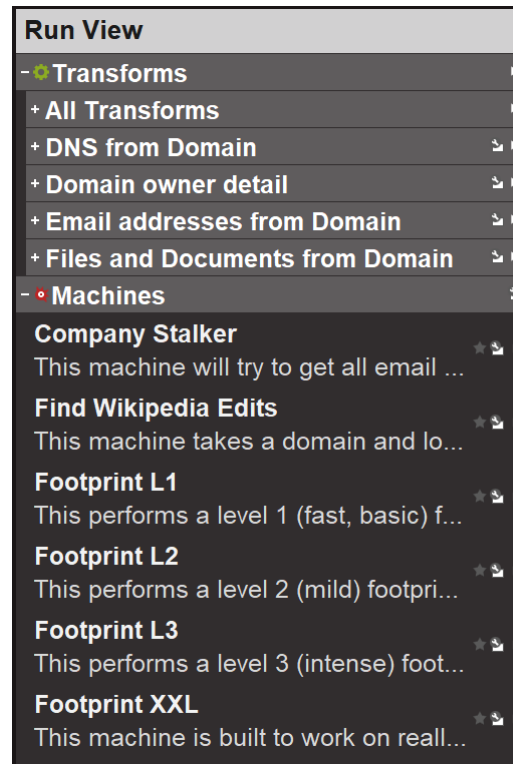 Run View
Transforms
All Transforms
DNS from Domain
Domain owner detail
Email addresses from Domain
Files and Documents from Domain
Machines
Company Stalker
This machine will try to get all email ...
Find Wikipedia Edits
This machine takes a domain and lo...
Footprint L1
This performs a level 1 (fast, basic) f...
Footprint L2
This performs a level 2 (mild) footpri...
Footprint L3
This performs a level 3 (intense) foot...
Footprint XXL
This machine is built to work on reall...